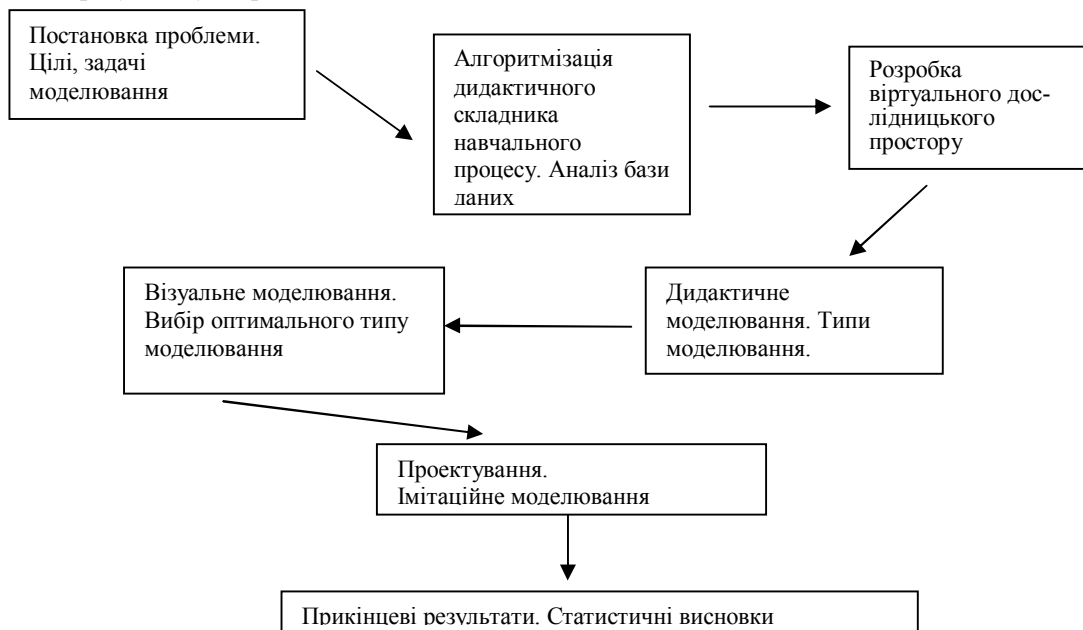 Постановка проблеми.
Цілі, задачі
моделювання
Алгоритмізація
дидактичного
складника
навчального
процесу. Аналіз бази
даних
Розробка
віртуального дос-
лідницького
простору
Дидактичне
моделювання. Типи
моделювання.
Візуальне моделювання.
Вибір оптимального типу
моделювання
Проектування.
Імітаційне моделювання
Прикінцеві результати. Статистичні висновки